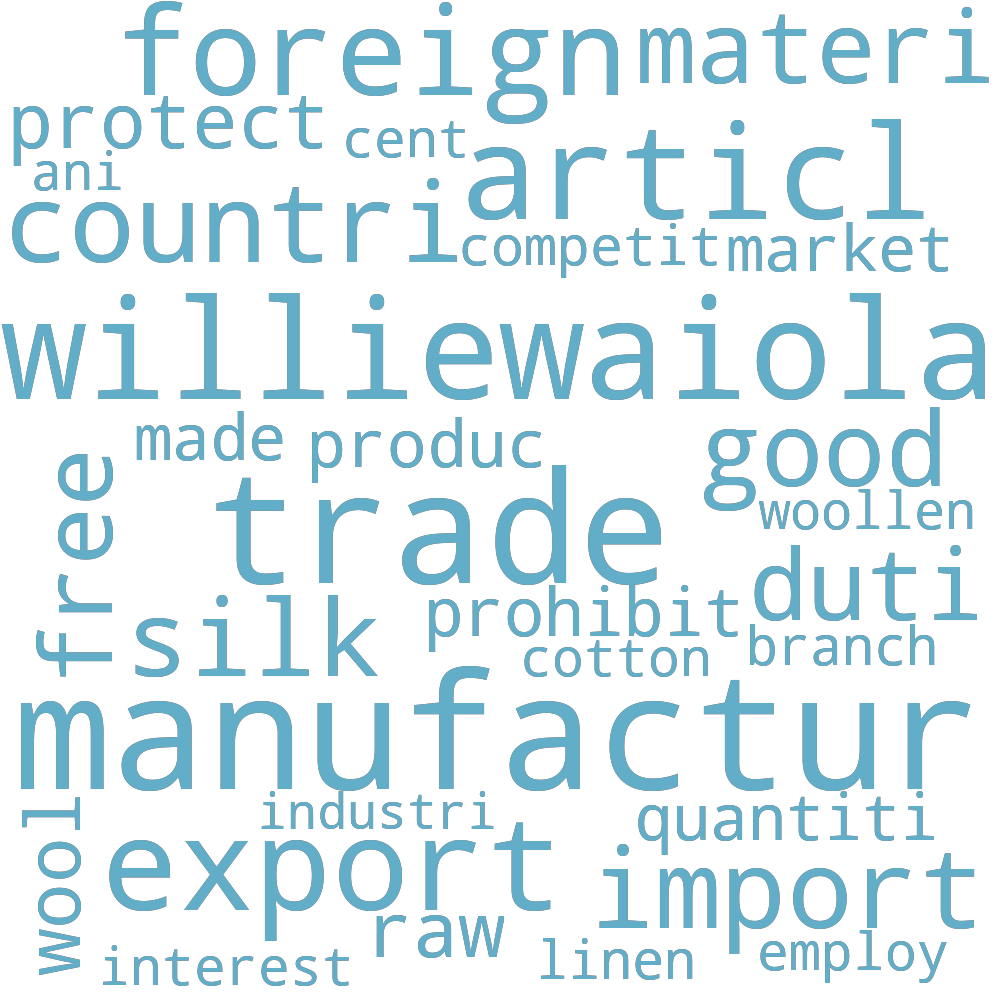 foreign materi
protect cent
ani articl
countri competit market
williewaiola
made produc good
free trade woollen
silk prohibit duti
cotton branch
manufactur
wool industri quantiti
export import
raw
interest linen employ